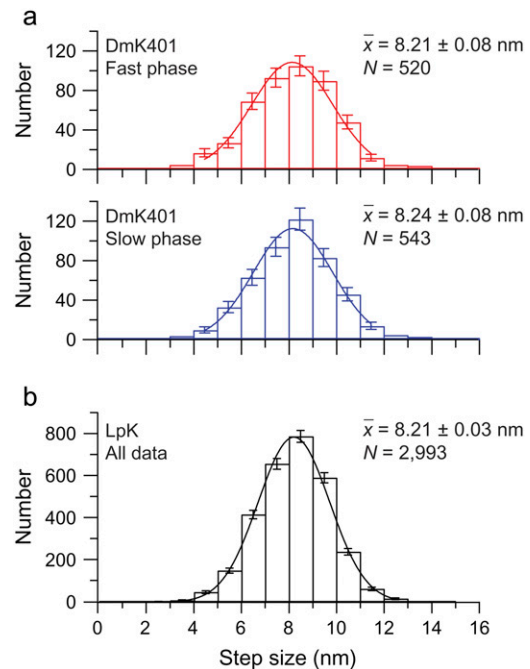 a
DmK401
Fast phase
x̄ = 8.21 ± 0.08 nm
N = 520
Number
120
80
40
0
DmK401
Slow phase
x̄ = 8.24 ± 0.08 nm
N = 543
Number
120
80
40
0
b
LpK
All data
x̄ = 8.21 ± 0.03 nm
N = 2,993
Number
800
600
400
200
0
0 2 4 6 8 10 12 14 16
Step size (nm)